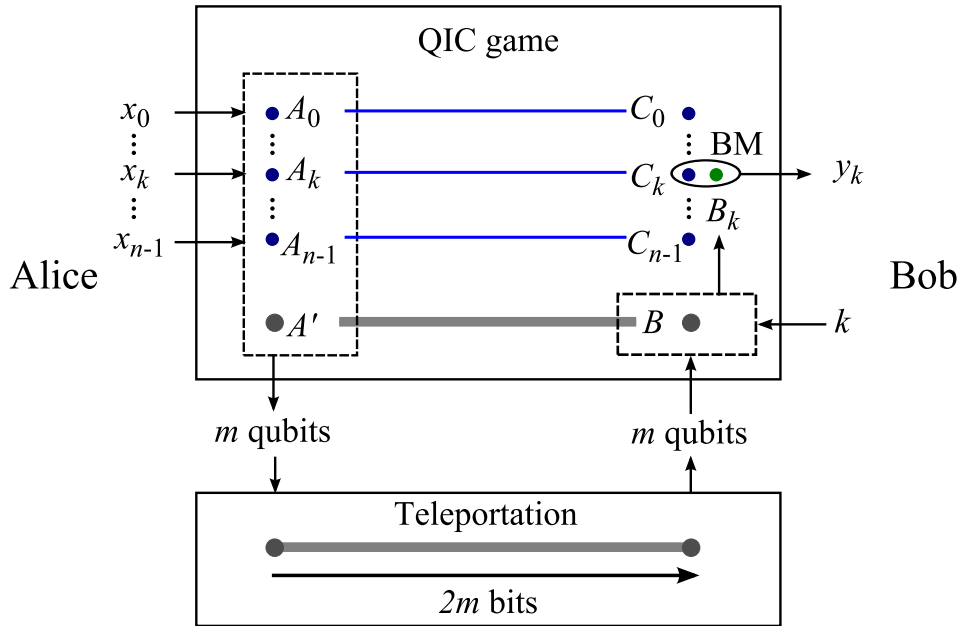 QIC game
x0 A0 C0
BM
xk Ak Ck yk
Bk
xn-1 An-1 Cn-1
Alice Bob
A′ B k
m qubits m qubits
Teleportation
2m bits